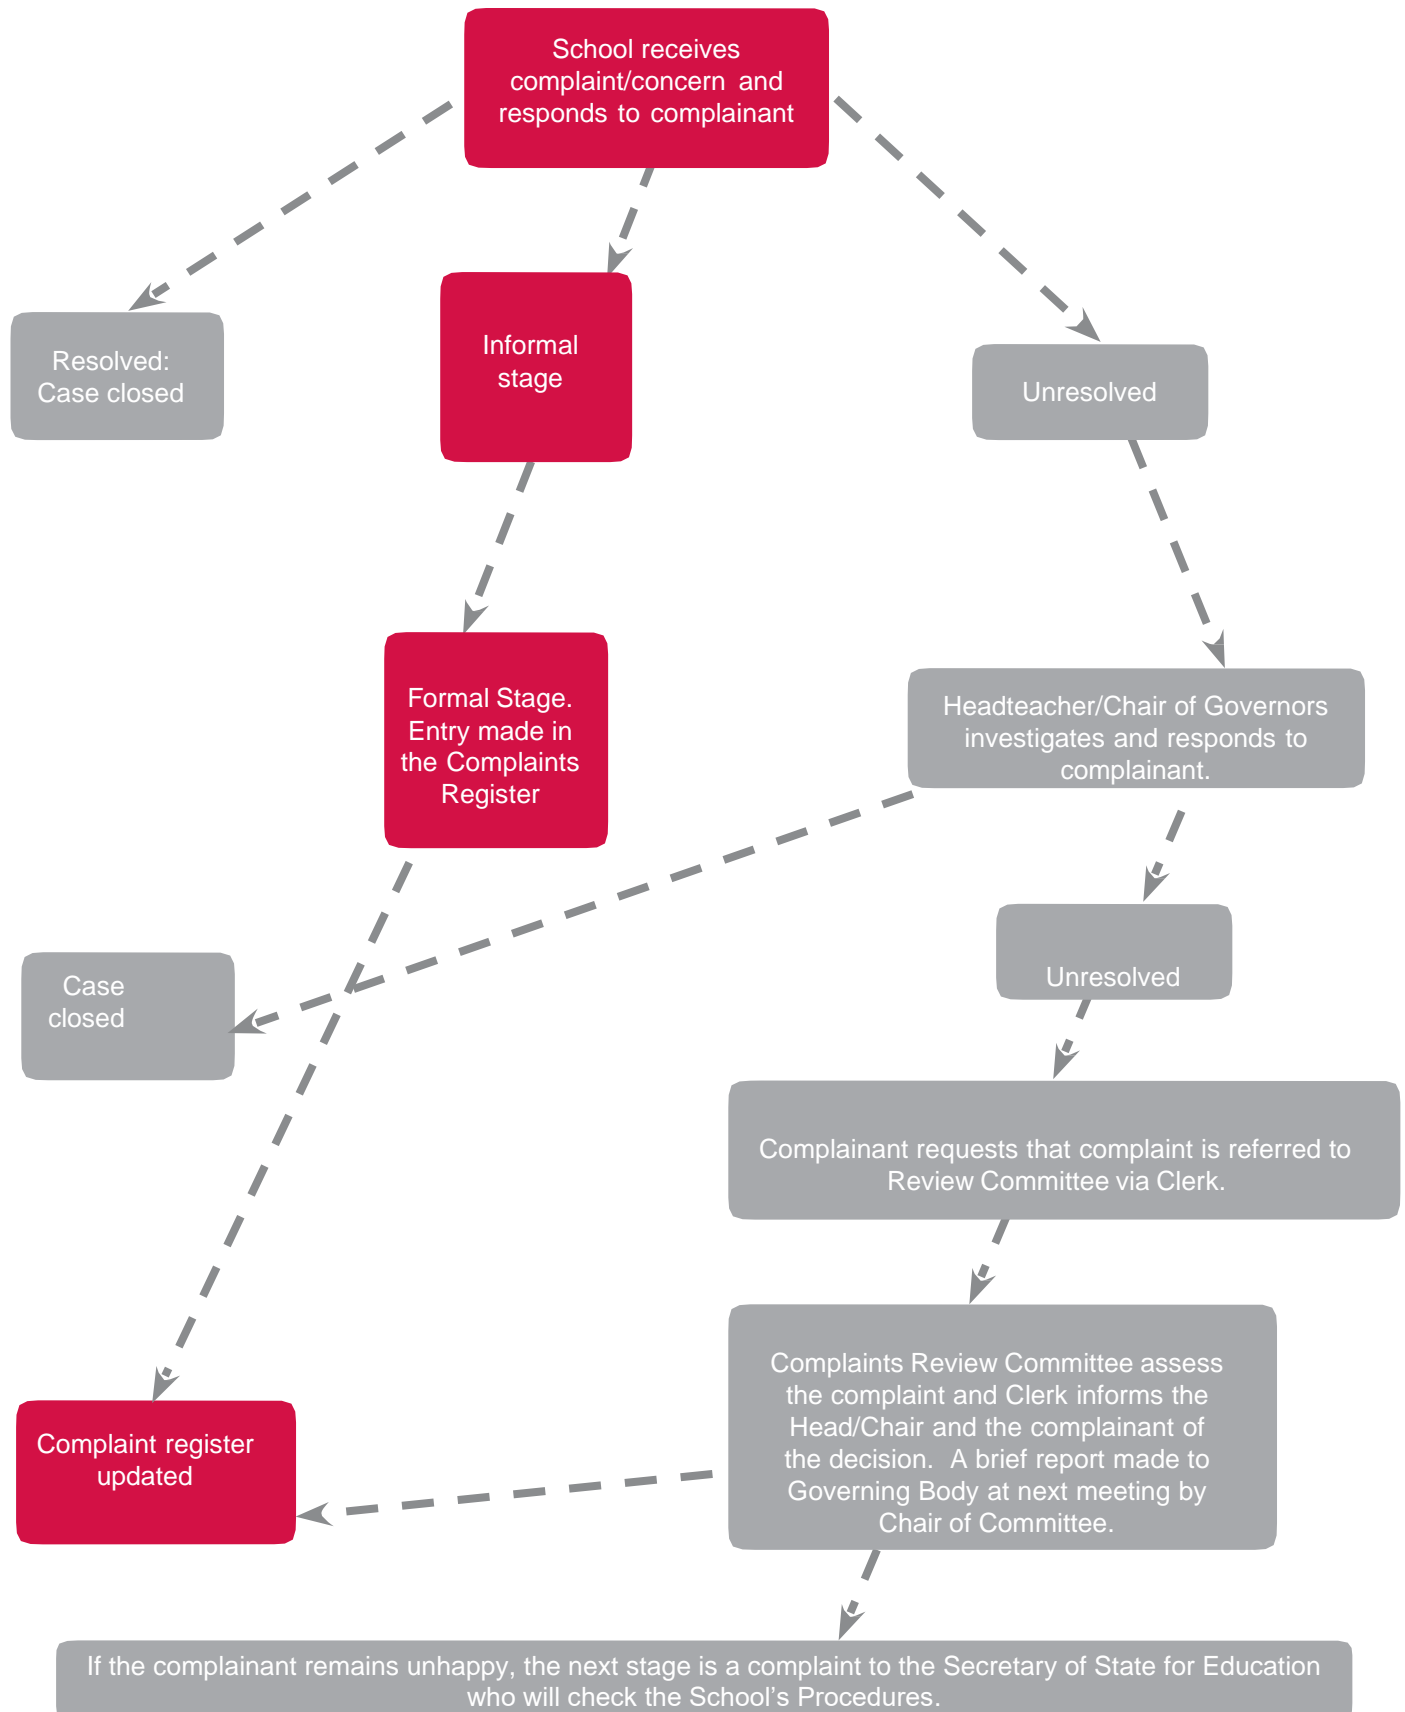 School receives
complaint/concern and
responds to complainant
Resolved:
Case closed
Informal
stage
Unresolved
Formal Stage.
Entry made in
the Complaints
Register
Headteacher/Chair of Governors
investigates and responds to
complainant.
Case
closed
Unresolved
Complainant requests that complaint is referred to
Review Committee via Clerk.
Complaints Review Committee assess
the complaint and Clerk informs the
Head/Chair and the complainant of
the decision.  A brief report made to
Governing Body at next meeting by
Chair of Committee.
Complaint register
updated
If the complainant remains unhappy, the next stage is a complaint to the Secretary of State for Education
who will check the School’s Procedures.